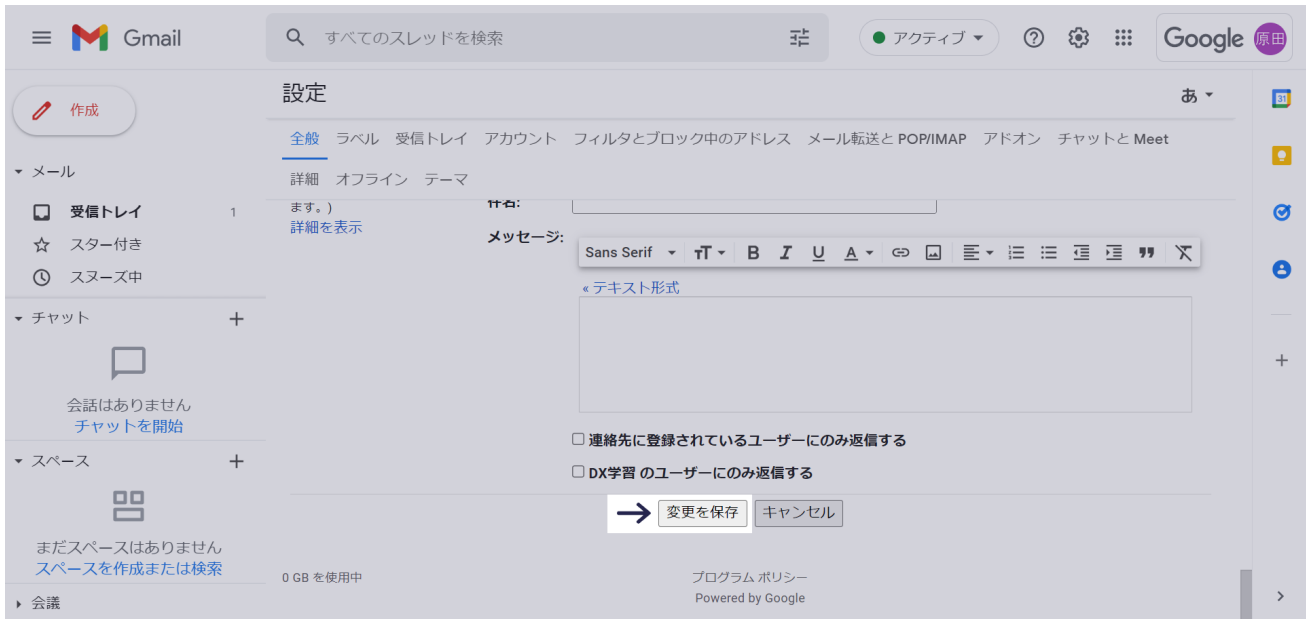 Gmail
すべてのスレッドを検索
アクティブ
Google
原田
作成
メール
受信トレイ 1
スター付き
スヌーズ中
チャット
会話はありません
チャットを開始
スペース
まだスペースはありません
スペースを作成または検索
会議
設定
あ
全般 ラベル 受信トレイ アカウント フィルタとブロック中のアドレス メール転送と POP/IMAP アドオン チャットと Meet
詳細 オフライン テーマ
ます。)
詳細を表示
件名:
メッセージ:
Sans Serif
« テキスト形式
連絡先に登録されているユーザーにのみ返信する
DX学習 のユーザーにのみ返信する
変更を保存 キャンセル
0 GB を使用中
プログラム ポリシー
Powered by Google
31